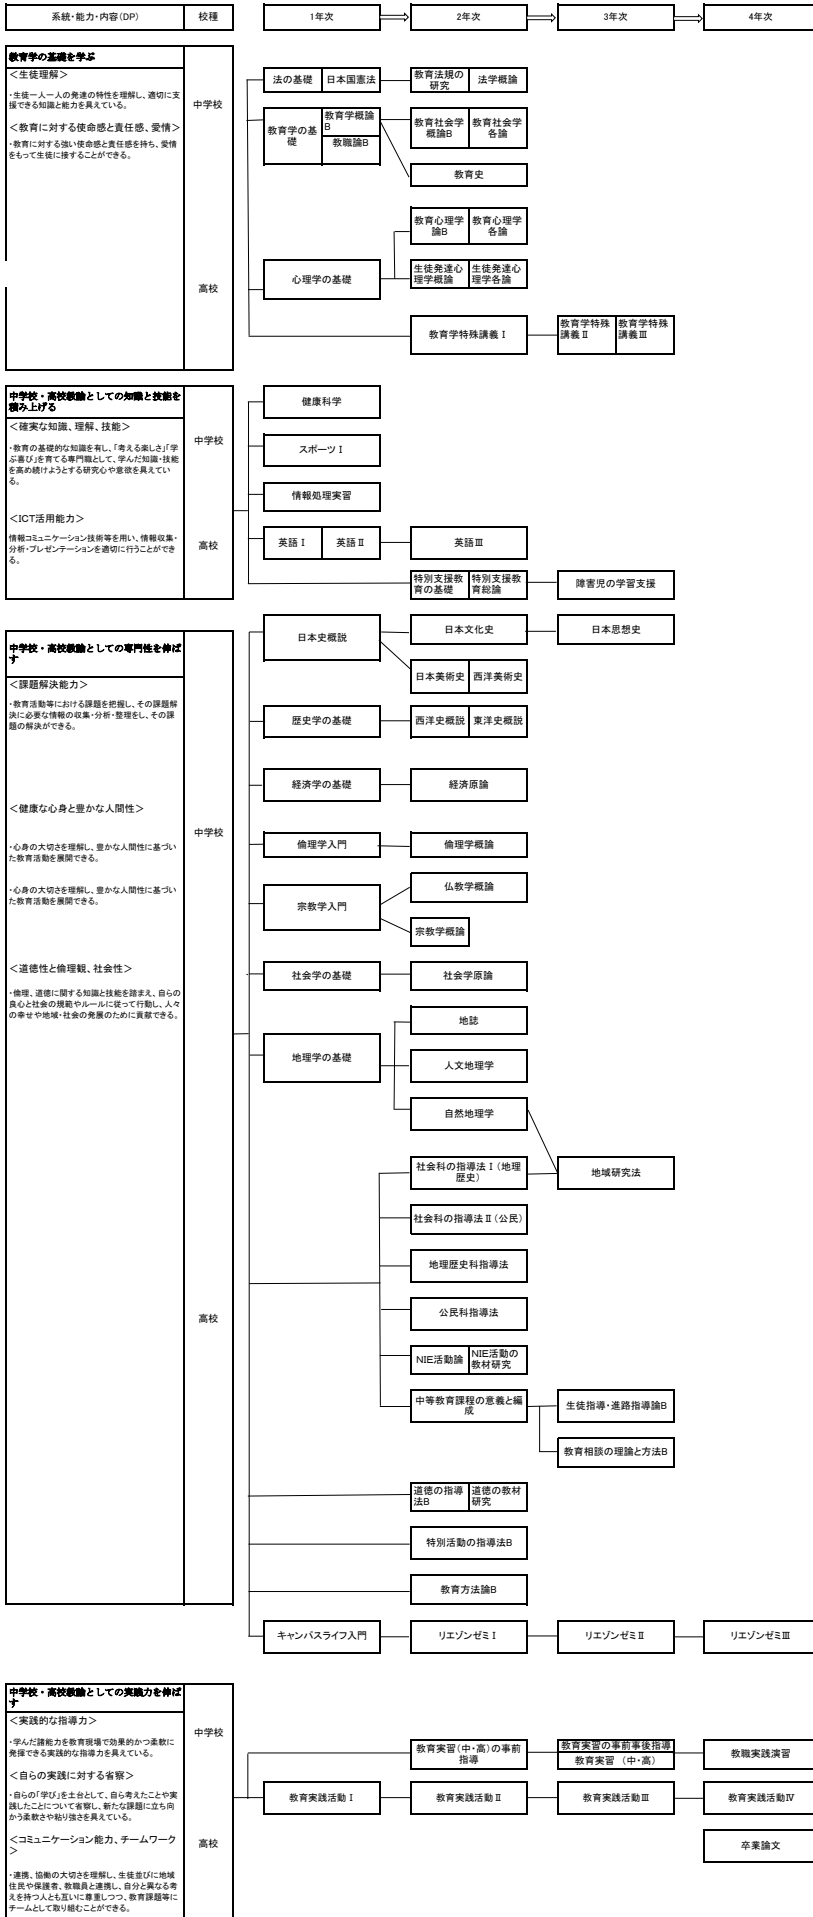 系統・能力・内容(DP)
校種
1年次
2年次
3年次
4年次
教育学の基礎を学ぶ
＜生徒理解＞
・生徒一人一人の発達の特性を理解し、適切に支
援できる知識と能力を具えている。
＜教育に対する使命感と責任感、愛情＞
・教育に対する強い使命感と責任感を持ち、愛情
をもって生徒に接することができる。
中学校
高校
法の基礎
日本国憲法
教育法規の
研究
法学概論
教育学の基
礎
教育学概論
B
教職論B
教育社会学
概論B
教育社会学
各論
教育史
教育心理学
論B
教育心理学
各論
心理学の基礎
生徒発達心
理学概論
生徒発達心
理学各論
教育学特殊講義Ⅰ
教育学特殊
講義Ⅱ
教育学特殊
講義Ⅲ
中学校・高校教諭としての知識と技能を
積み上げる
＜確実な知識、理解、技能＞
・教育の基礎的な知識を有し、「考える楽しさ」「学
ぶ喜び」を育てる専門職として、学んだ知識・技能
を高め続けようとする研究心や意欲を具えてい
る。
＜ICT活用能力＞
情報コミュニケーション技術等を用い、情報収集・
分析・プレゼンテーションを適切に行うことができ
る。
中学校
高校
健康科学
スポーツⅠ
情報処理実習
英語Ⅰ
英語Ⅱ
英語Ⅲ
特別支援教
育の基礎
特別支援教
育総論
障害児の学習支援
中学校・高校教諭としての専門性を伸ば
す
＜課題解決能力＞
・教育活動等における課題を把握し、その課題解
決に必要な情報の収集・分析・整理をし、その課
題の解決ができる。
＜健康な心身と豊かな人間性＞
・心身の大切さを理解し、豊かな人間性に基づい
た教育活動を展開できる。
・心身の大切さを理解し、豊かな人間性に基づい
た教育活動を展開できる。
＜道徳性と倫理観、社会性＞
・倫理、道徳に関する知識と技能を踏まえ、自らの
良心と社会の規範やルールに従って行動し、人々
の幸せや地域・社会の発展のために貢献できる。
中学校
高校
日本史概説
日本文化史
日本思想史
日本美術史
西洋美術史
歴史学の基礎
西洋史概説
東洋史概説
経済学の基礎
経済原論
倫理学入門
倫理学概論
宗教学入門
仏教学概論
宗教学概論
社会学の基礎
社会学原論
地理学の基礎
地誌
人文地理学
自然地理学
社会科の指導法Ⅰ（地理
歴史）
地域研究法
社会科の指導法Ⅱ（公民）
地理歴史科指導法
公民科指導法
NIE活動論
NIE活動の
教材研究
中等教育課程の意義と編
成
生徒指導・進路指導論B
教育相談の理論と方法B
道徳の指導
法B
道徳の教材
研究
特別活動の指導法B
教育方法論B
キャンパスライフ入門
リエゾンゼミⅠ
リエゾンゼミⅡ
リエゾンゼミⅢ
中学校・高校教諭としての実践力を伸ば
す
＜実践的な指導力＞
・学んだ諸能力を教育現場で効果的かつ柔軟に
発揮できる実践的な指導力を具えている。
＜自らの実践に対する省察＞
・自らの「学び」を土台として、自ら考えたことや実
践したことについて省察し、新たな課題に立ち向
かう柔軟さや粘り強さを具えている。
＜コミュニケーション能力、チームワーク
＞
・連携、協働の大切さを理解し、生徒並びに地域
住民や保護者、教職員と連携し、自分と異なる考
えを持つ人とも互いに尊重しつつ、教育課題等に
チームとして取り組むことができる。
中学校
高校
教育実習（中・高）の事前
指導
教育実習の事前事後指導
教育実習 （中・高）
教職実践演習
教育実践活動Ⅰ
教育実践活動Ⅱ
教育実践活動Ⅲ
教育実践活動Ⅳ
卒業論文